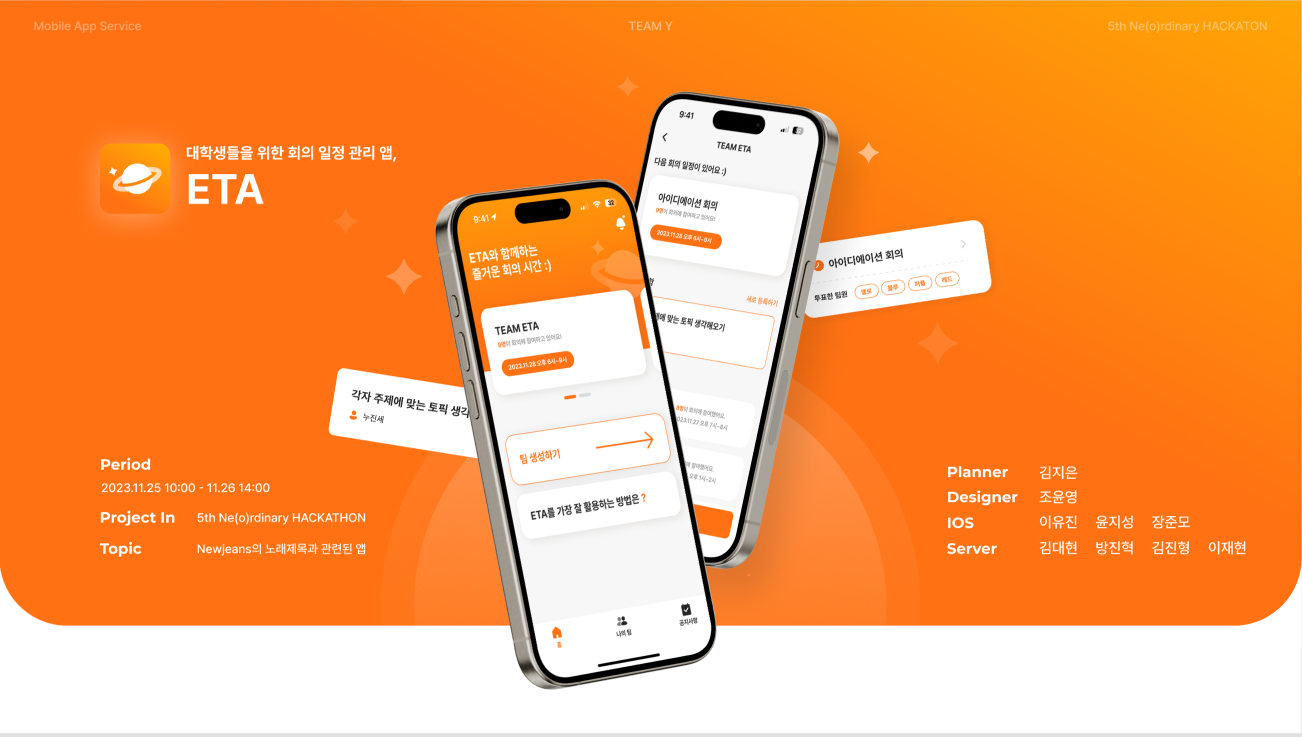 Mobile App Service
TEAM Y
5th Ne(o)rdinary HACKATON
대학생들을 위한 회의 일정 관리 앱,
ETA
9:41
TEAM ETA
다음 회의 일정이 있어요 :)
아이디에이션 회의
9명이 회의에 참여하고 있어요!
2023.11.28 오후 8시~9시
새로 등록하기
맞는 토픽 생각해오기
8명이 회의에 참여했어요.
2023.11.27 오후 7시~8시
오후 1시~2시
아이디에이션 회의
투표한 팀원
옐로
블루
퍼플
레드
9:41
32
ETA와 함께하는
즐거운 회의 시간 :)
TEAM ETA
9명이 회의에 참여하고 있어요!
2023.11.28 오후 8시~9시
팀 생성하기
ETA를 가장 잘 활용하는 방법은 ?
홈
나의 팀
공지사항
각자 주제에 맞는 토픽 생각
누진세
Period
2023.11.25 10:00 - 11.26 14:00
Project In 5th Ne(o)rdinary HACKATHON
Topic Newjeans의 노래제목과 관련된 앱
Planner 김지은
Designer 조윤영
IOS 이유진 윤지성 장준모
Server 김대현 방진혁 김진형 이재현